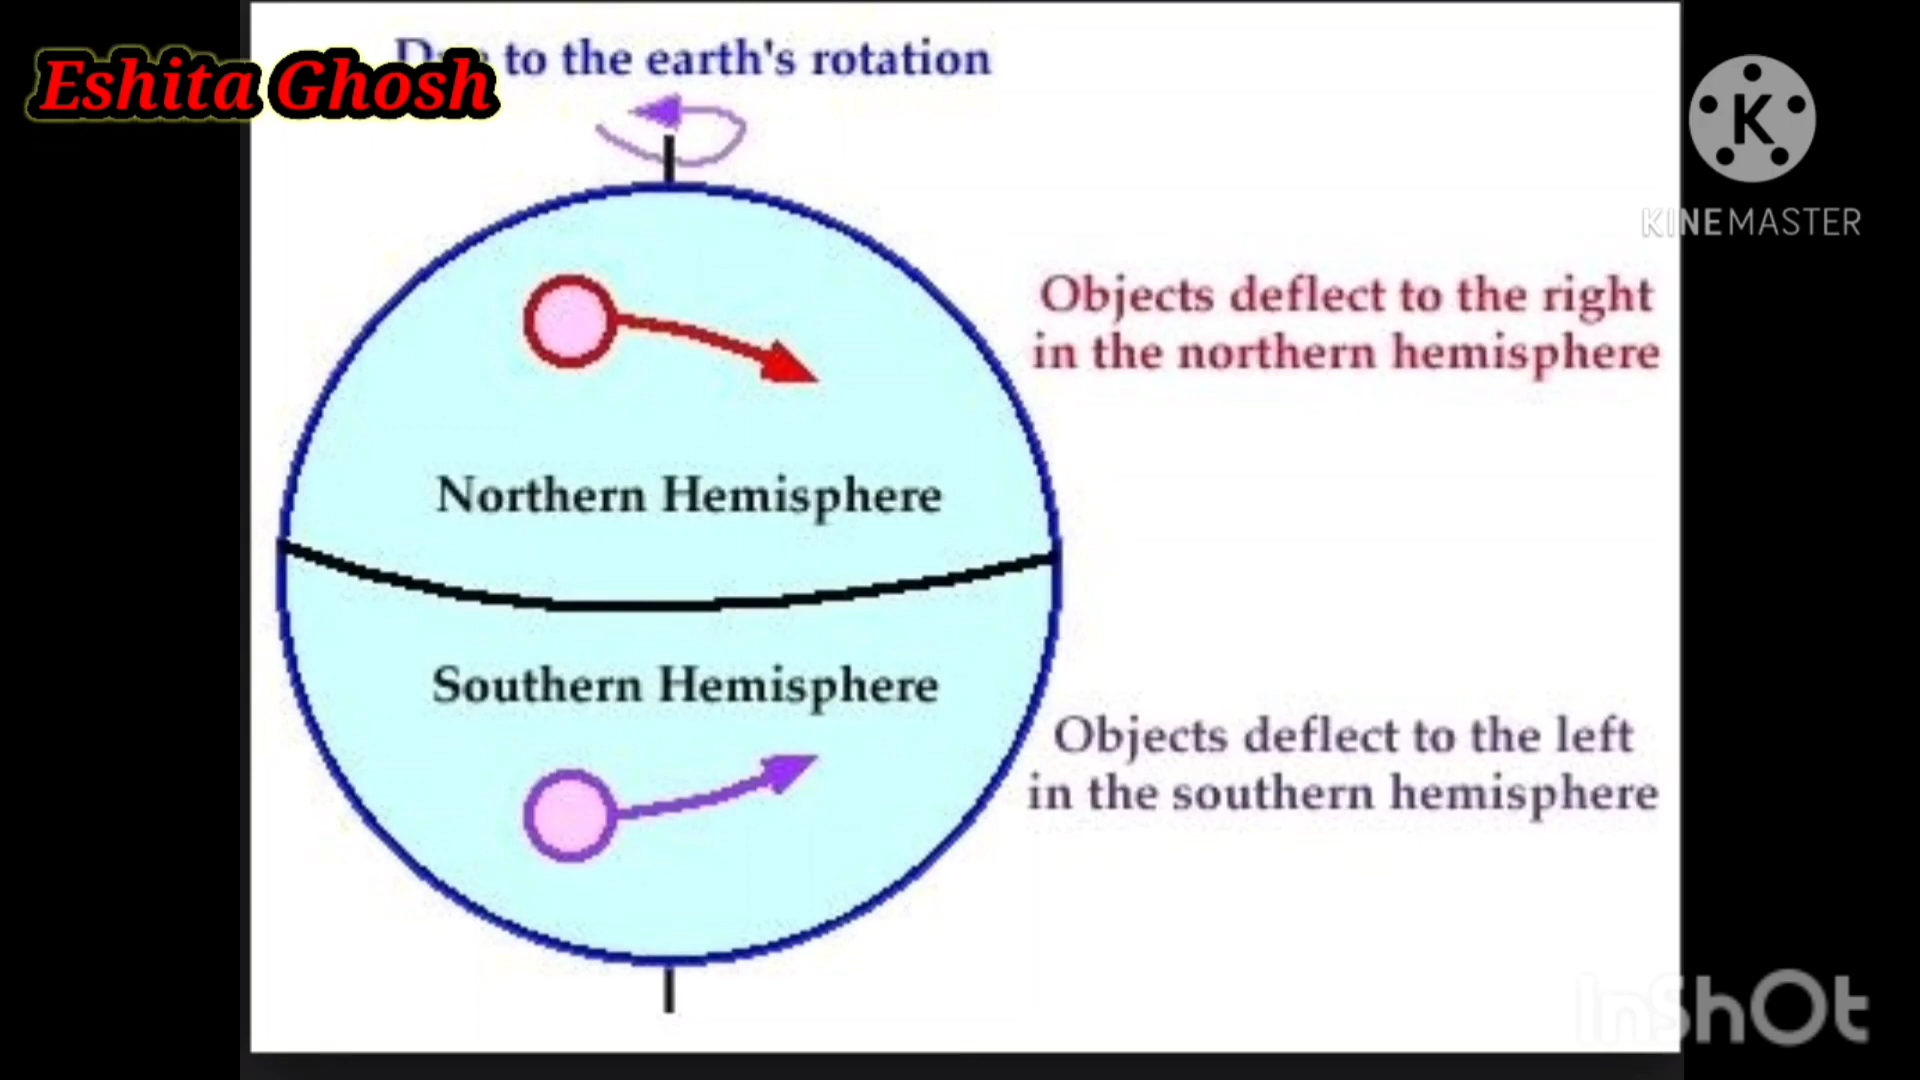 Eshita Ghosh
to the earth's rotation
K
KINEMASTER
Objects deflect to the right
in the northern hemisphere
Northern Hemisphere
Southern Hemisphere
Objects deflect to the left
in the southern hemisphere
InShOt